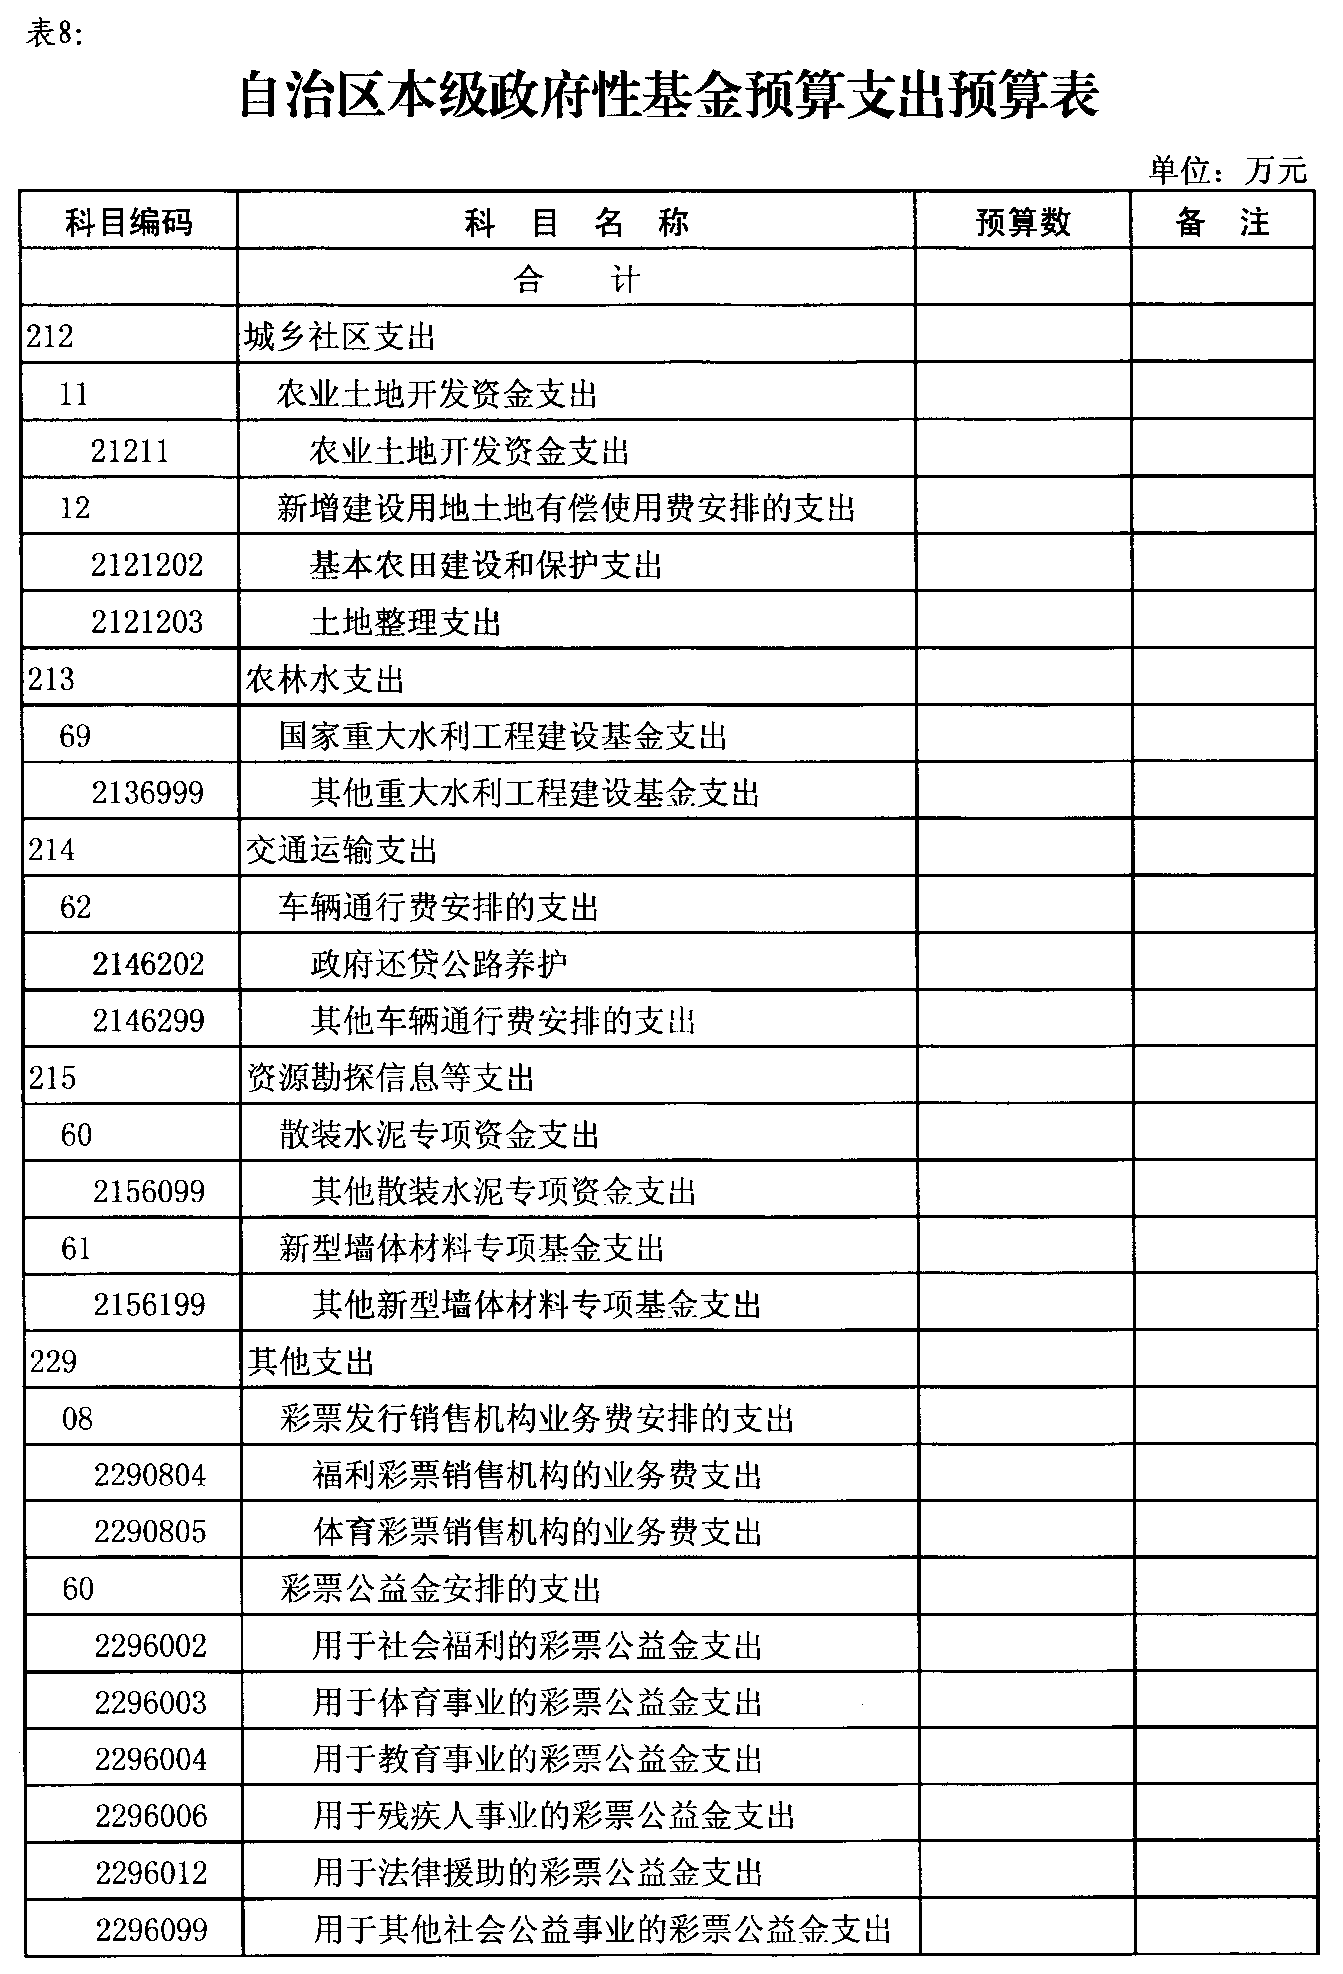 表8:
自治区本级政府性基金预算支出预算表
单位：万元
科目编码 科 目 名 称 预算数 备 注
合 计
212 城乡社区支出
11 农业土地开发资金支出
21211 农业土地开发资金支出
12 新增建设用地土地有偿使用费安排的支出
2121202 基本农田建设和保护支出
2121203 土地整理支出
213 农林水支出
69 国家重大水利工程建设基金支出
2136999 其他重大水利工程建设基金支出
214 交通运输支出
62 车辆通行费安排的支出
2146202 政府还贷公路养护
2146299 其他车辆通行费安排的支出
215 资源勘探信息等支出
60 散装水泥专项资金支出
2156099 其他散装水泥专项资金支出
61 新型墙体材料专项基金支出
2156199 其他新型墙体材料专项基金支出
229 其他支出
08 彩票发行销售机构业务费安排的支出
2290804 福利彩票销售机构的业务费支出
2290805 体育彩票销售机构的业务费支出
60 彩票公益金安排的支出
2296002 用于社会福利的彩票公益金支出
2296003 用于体育事业的彩票公益金支出
2296004 用于教育事业的彩票公益金支出
2296006 用于残疾人事业的彩票公益金支出
2296012 用于法律援助的彩票公益金支出
2296099 用于其他社会公益事业的彩票公益金支出